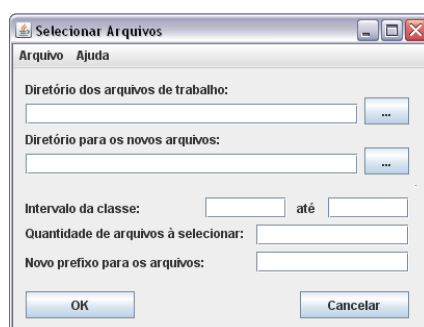 Selecionar Arquivos
Arquivo Ajuda
Diretório dos arquivos de trabalho:
...
Diretório para os novos arquivos:
...
Intervalo da classe: até
Quantidade de arquivos à selecionar:
Novo prefixo para os arquivos:
OK Cancelar